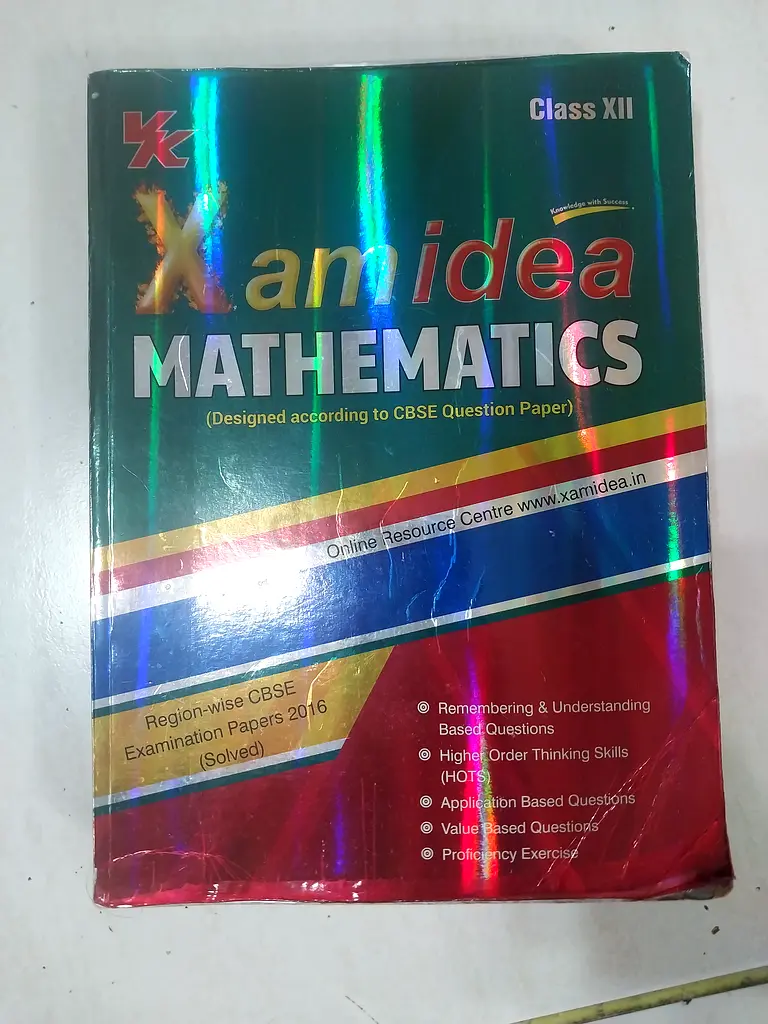 VK
Class XII
Knowledge with Success
Xam idea
MATHEMATICS
(Designed according to CBSE Question Paper)
Online Resource Centre www.xamidea.in
Region-wise CBSE
Examination Papers 2016
(Solved)
Remembering & Understanding
Based Questions
Higher Order Thinking Skills
(HOTS)
Application Based Questions
Value Based Questions
Proficiency Exercise